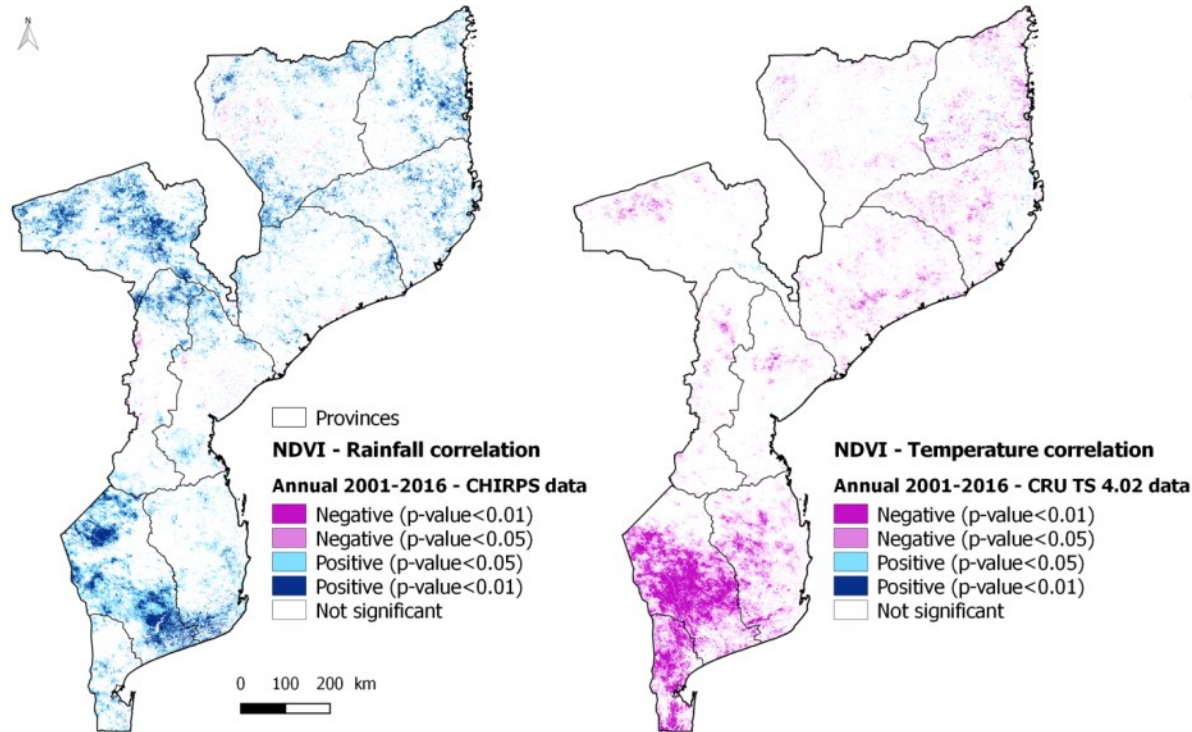 N
Provinces
NDVI - Rainfall correlation
Annual 2001-2016 - CHIRPS data
Negative (p-value<0.01)
Negative (p-value<0.05)
Positive (p-value<0.05)
Positive (p-value<0.01)
Not significant
0 100 200 km
NDVI - Temperature correlation
Annual 2001-2016 - CRU TS 4.02 data
Negative (p-value<0.01)
Negative (p-value<0.05)
Positive (p-value<0.05)
Positive (p-value<0.01)
Not significant